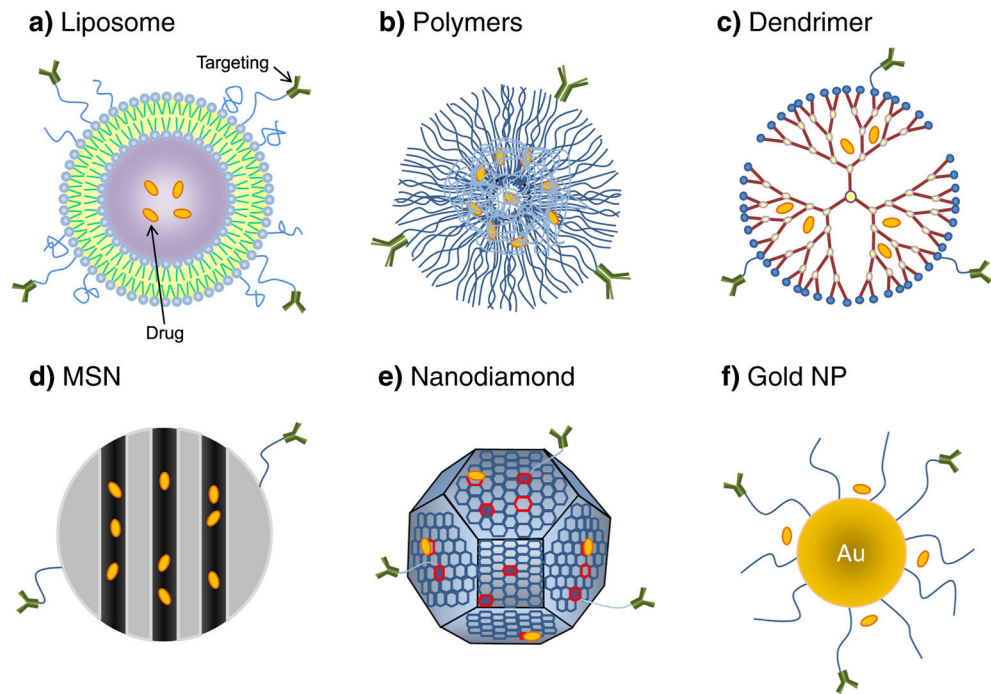 a) Liposome
b) Polymers
c) Dendrimer
Targeting
Drug
d) MSN
e) Nanodiamond
f) Gold NP
Au